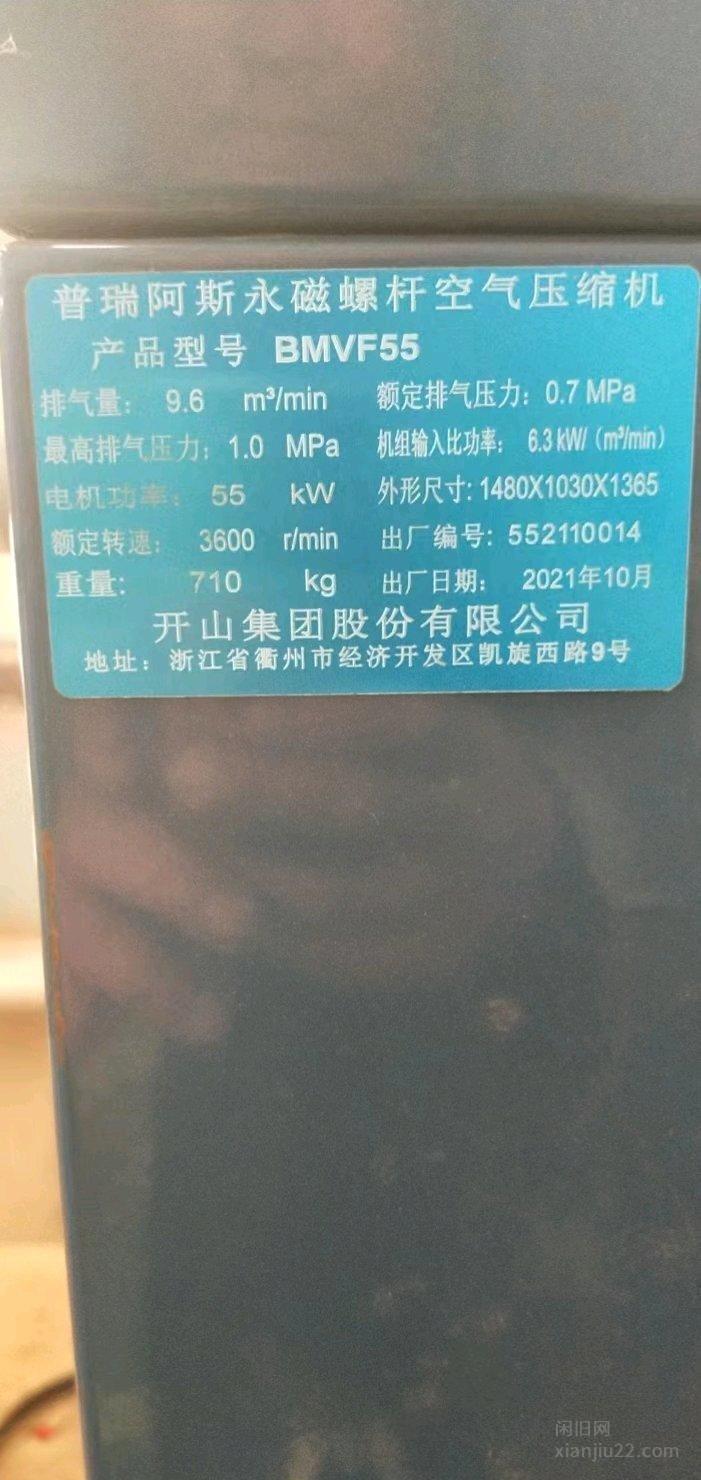 普瑞阿斯永磁螺杆空气压缩机
产品型号 BMVF55
排气量： 9.6 m³/min 额定排气压力：0.7 MPa
最高排气压力：1.0 MPa 机组输入比功率： 6.3 kW/（m³/min）
电机功率： 55 kW 外形尺寸：1480X1030X1365
额定转速： 3600 r/min 出厂编号：552110014
重量： 710 kg 出厂日期： 2021年10月
开山集团股份有限公司
地址：浙江省衢州市经济开发区凯旋西路9号
闲旧网
xianjiu22.com